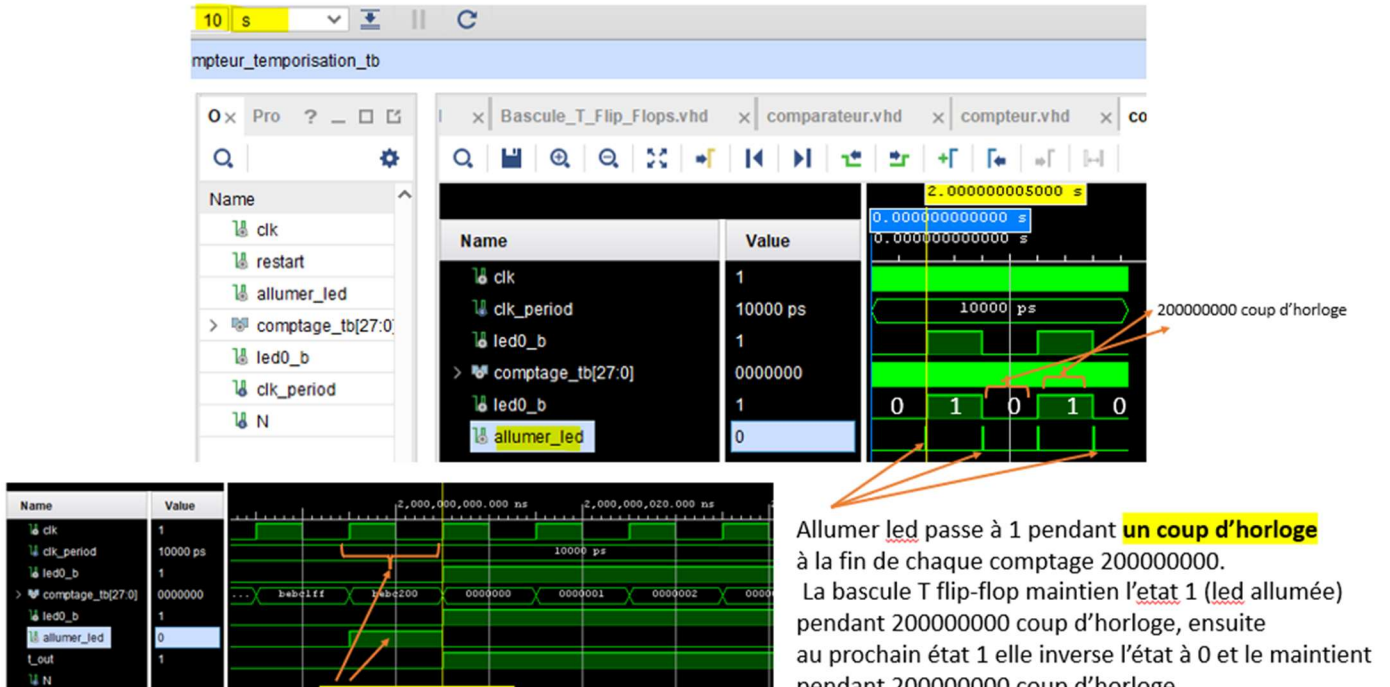 10 s
mpteur_temporisation_tb
O Pro ? Bascule_T_Flip_Flops.vhd comparateur.vhd compteur.vhd co
Name
clk
restart
allumer_led
comptage_tb[27:0]
led0_b
clk_period
N
2.000000005000 s
0.000000000000 s
0.000000000000 s
Name Value
clk 1
clk_period 10000 ps 10000 ps
led0_b 1
comptage_tb[27:0] 0000000
led0_b 1 0 1 0 1 0
allumer_led 0
200000000 coup d'horloge
Name Value 2,000,000,000.000 ns 2,000,000,020.000 ns
clk 1
clk_period 10000 ps 10000 ps
led0_b 1
comptage_tb[27:0] 0000000 ... bebc1ff bebc200 0000000 0000001 0000002 0000
led0_b 1
allumer_led 0
t_out 1
N
Allumer led passe à 1 pendant un coup d'horloge
à la fin de chaque comptage 200000000.
La bascule T flip-flop maintien l'etat 1 (led allumée)
pendant 200000000 coup d'horloge, ensuite
au prochain état 1 elle inverse l'état à 0 et le maintient
pendant 200000000 coup d'horloge